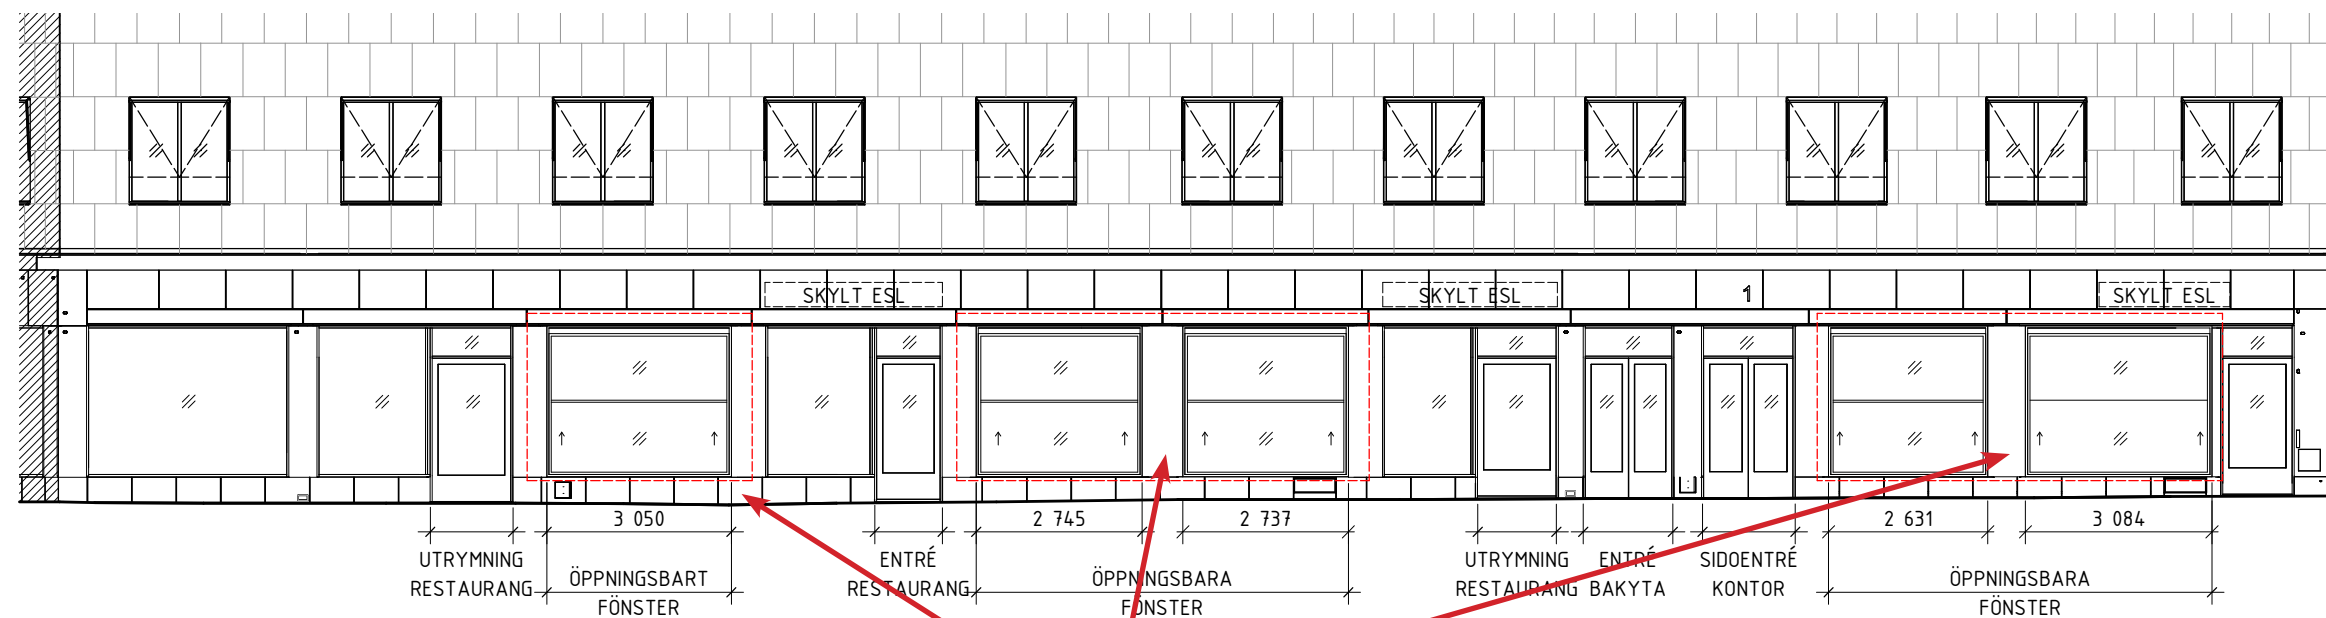 SKYLT ESL
SKYLT ESL
1
SKYLT ESL
3 050
2 745
2 737
2 631
3 084
UTRYMNING
RESTAURANG
ÖPPNINGSBART
FÖNSTER
ENTRÉ
RESTAURANG
ÖPPNINGSBARA
FÖNSTER
UTRYMNING
RESTAURANG
ENTRÉ
BAKYTA
SIDOENTRÉ
KONTOR
ÖPPNINGSBARA
FÖNSTER